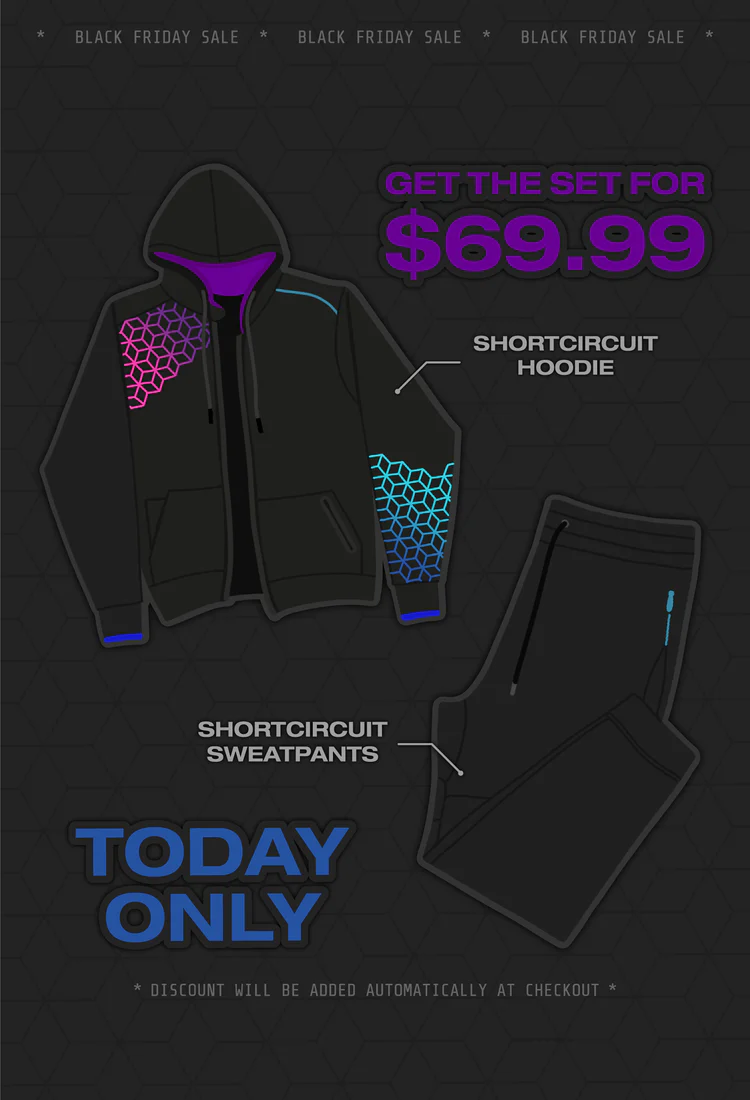 * BLACK FRIDAY SALE * BLACK FRIDAY SALE * BLACK FRIDAY SALE *
GET THE SET FOR
$69.99
SHORTCIRCUIT
HOODIE
SHORTCIRCUIT
SWEATPANTS
TODAY
ONLY
* DISCOUNT WILL BE ADDED AUTOMATICALLY AT CHECKOUT *